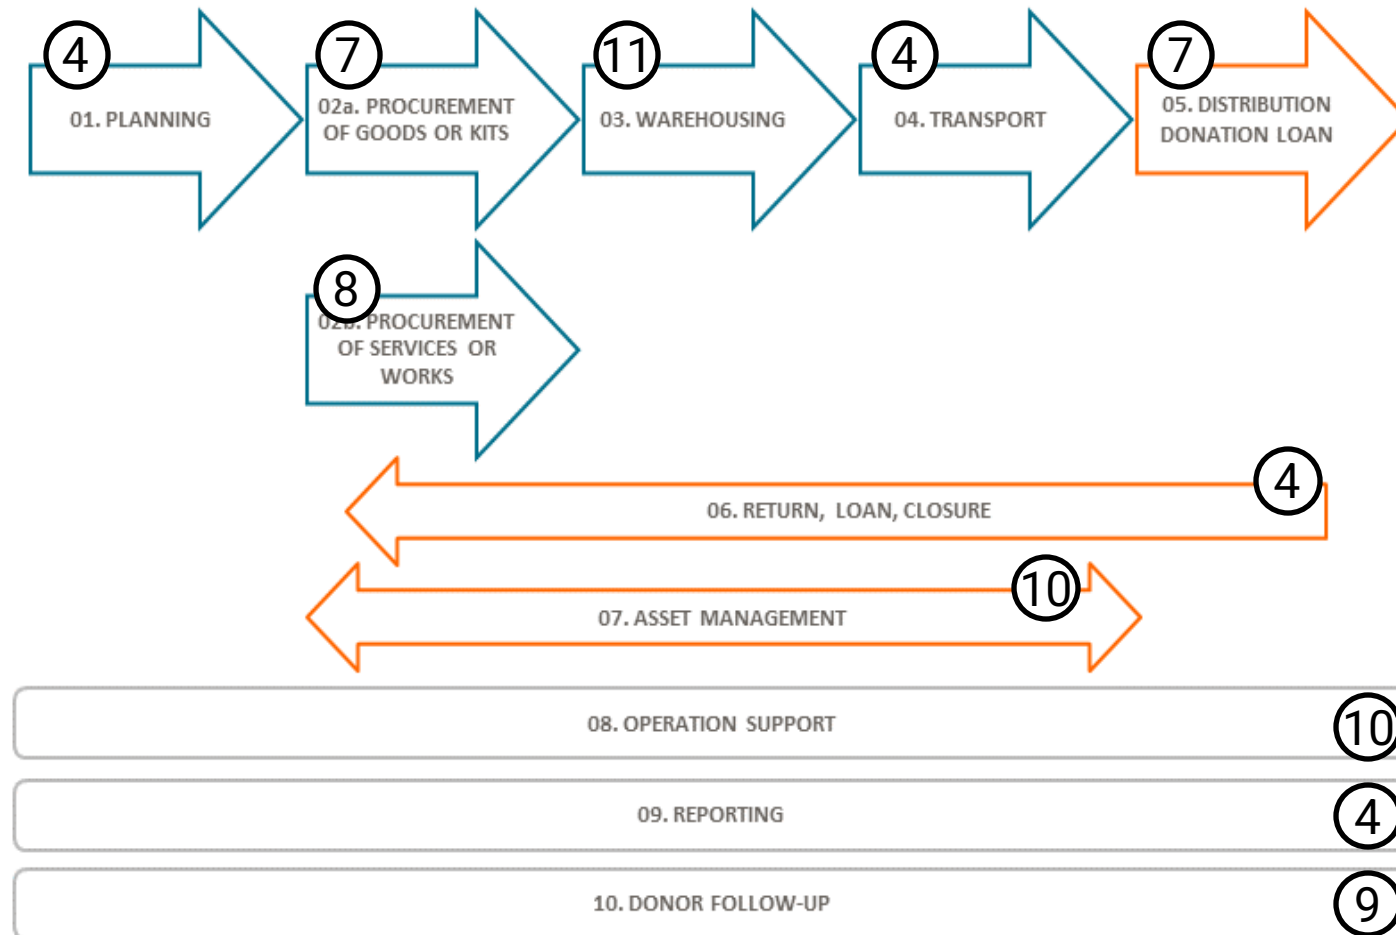 4
01. PLANNING
7
02a. PROCUREMENT
OF GOODS OR KITS
11
03. WAREHOUSING
4
04. TRANSPORT
7
05. DISTRIBUTION
DONATION LOAN
8
02b. PROCUREMENT
OF SERVICES OR
WORKS
4
06. RETURN, LOAN, CLOSURE
10
07. ASSET MANAGEMENT
08. OPERATION SUPPORT
10
09. REPORTING
4
10. DONOR FOLLOW-UP
9